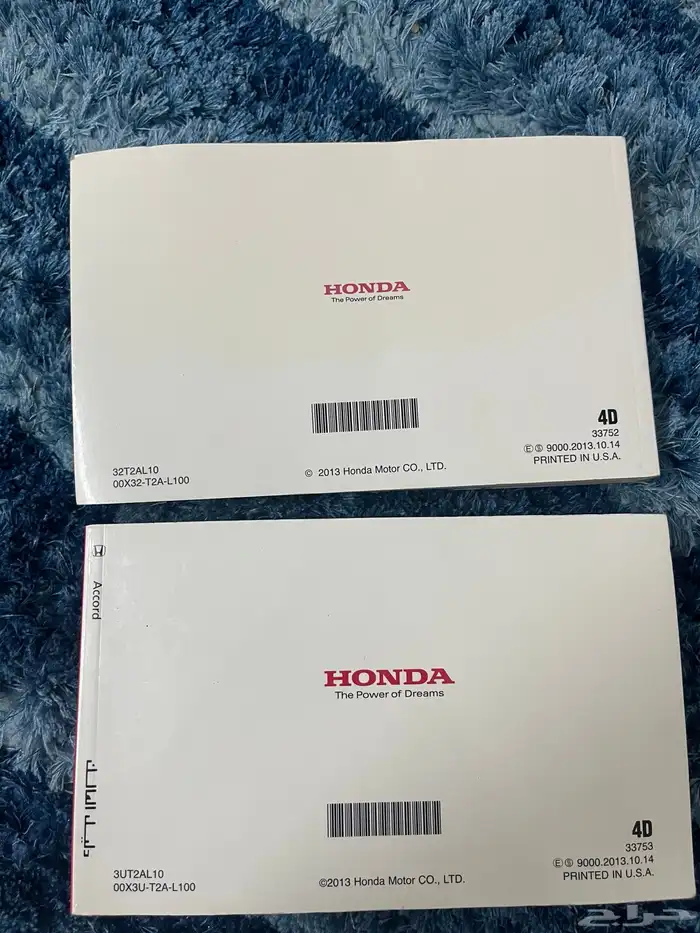 HONDA
The Power of Dreams
4D
33752
Ⓔ Ⓢ 9000.2013.10.14
PRINTED IN U.S.A.
© 2013 Honda Motor CO., LTD.
32T2AL10
00X32-T2A-L100
Accord
دليل المالك
HONDA
The Power of Dreams
4D
33753
Ⓔ Ⓢ 9000.2013.10.14
PRINTED IN U.S.A.
©2013 Honda Motor CO., LTD.
3UT2AL10
00X3U-T2A-L100
حراج